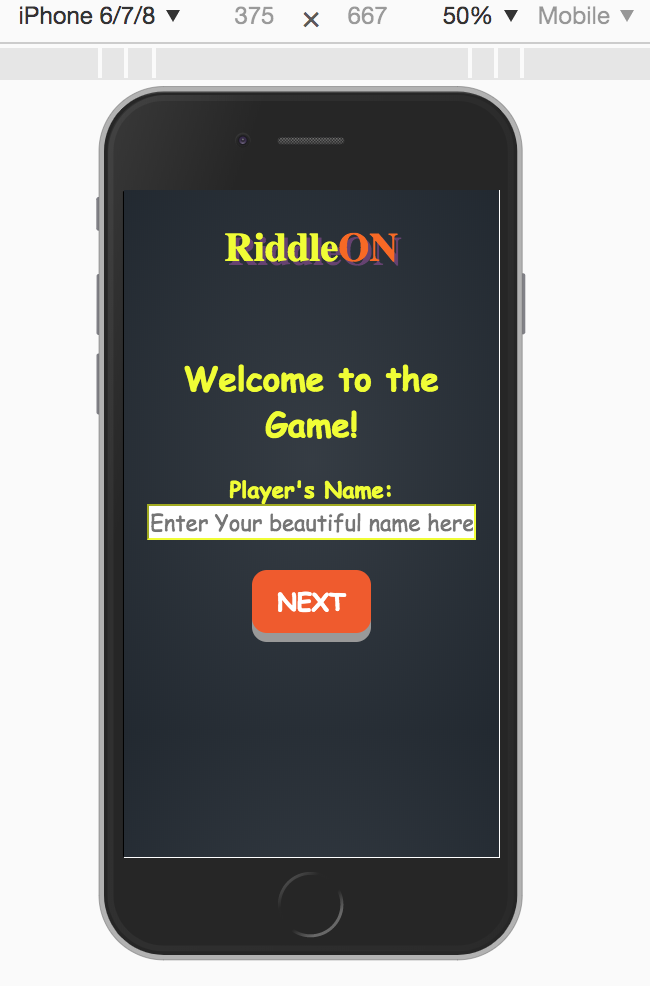 iPhone 6/7/8 ▼ 375 × 667 50% ▼ Mobile ▼
RiddleON
Welcome to the
Game!
Player's Name:
Enter Your beautiful name here
NEXT